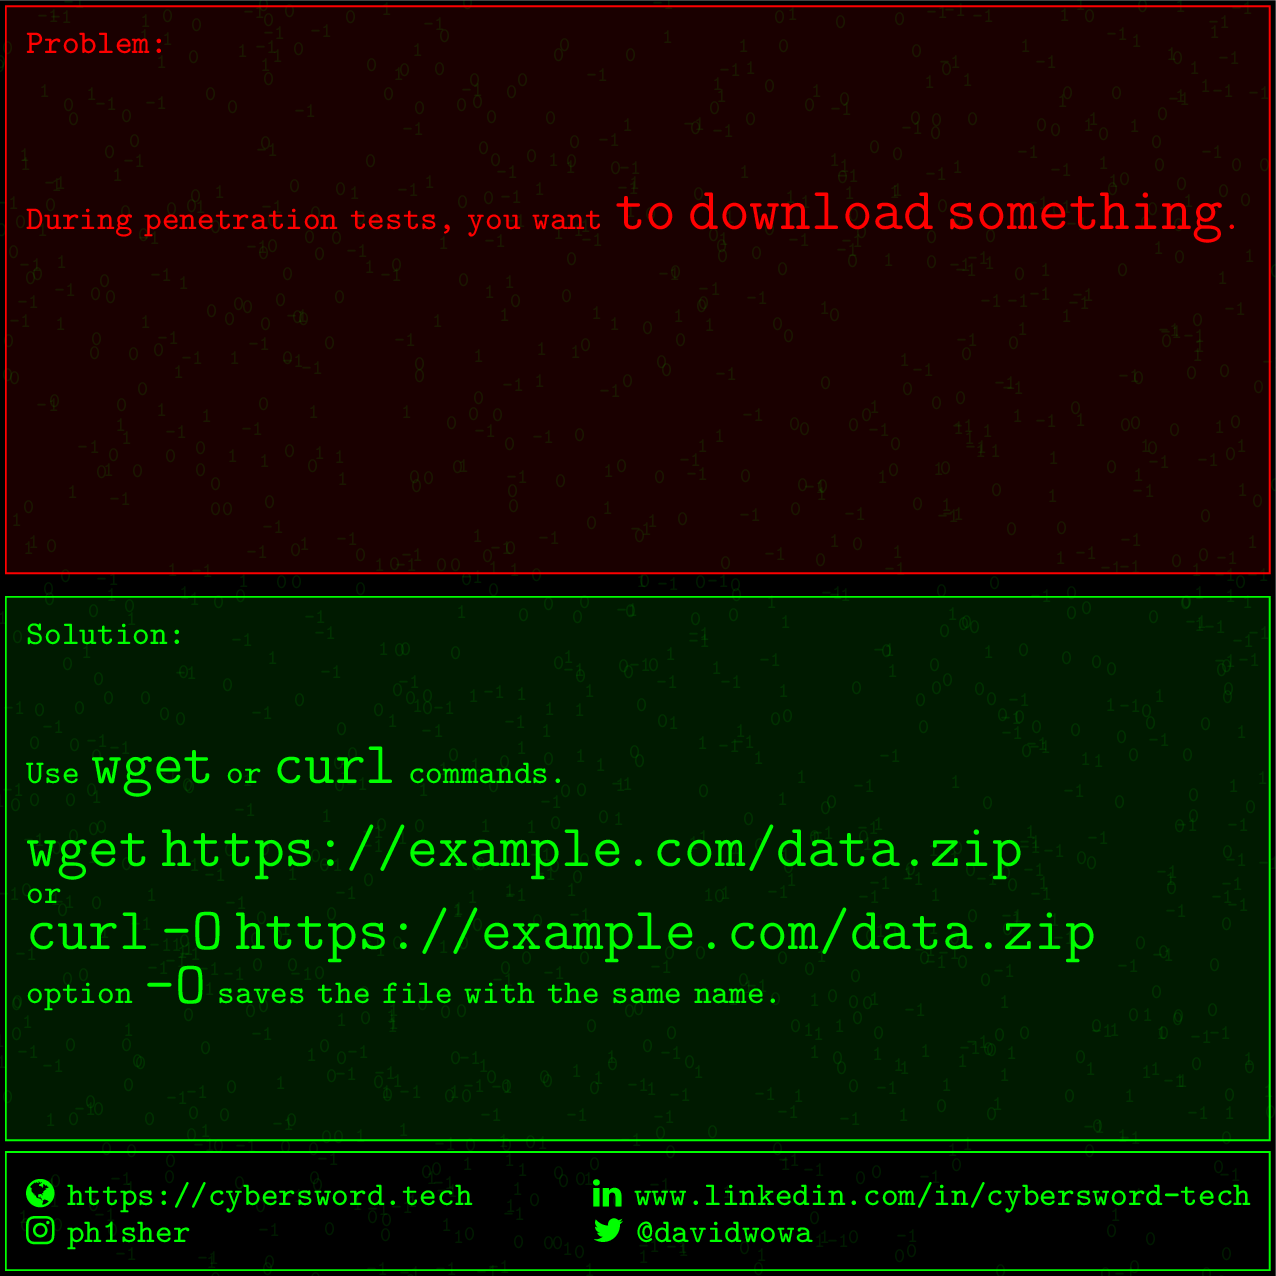 Problem:
During penetration tests, you want to download something.
Solution:
Use wget or curl commands.
wget https://example.com/data.zip
or
curl -O https://example.com/data.zip
option -O saves the file with the same name.
https://cybersword.tech
www.linkedin.com/in/cybersword-tech
ph1sher
@davidwowa